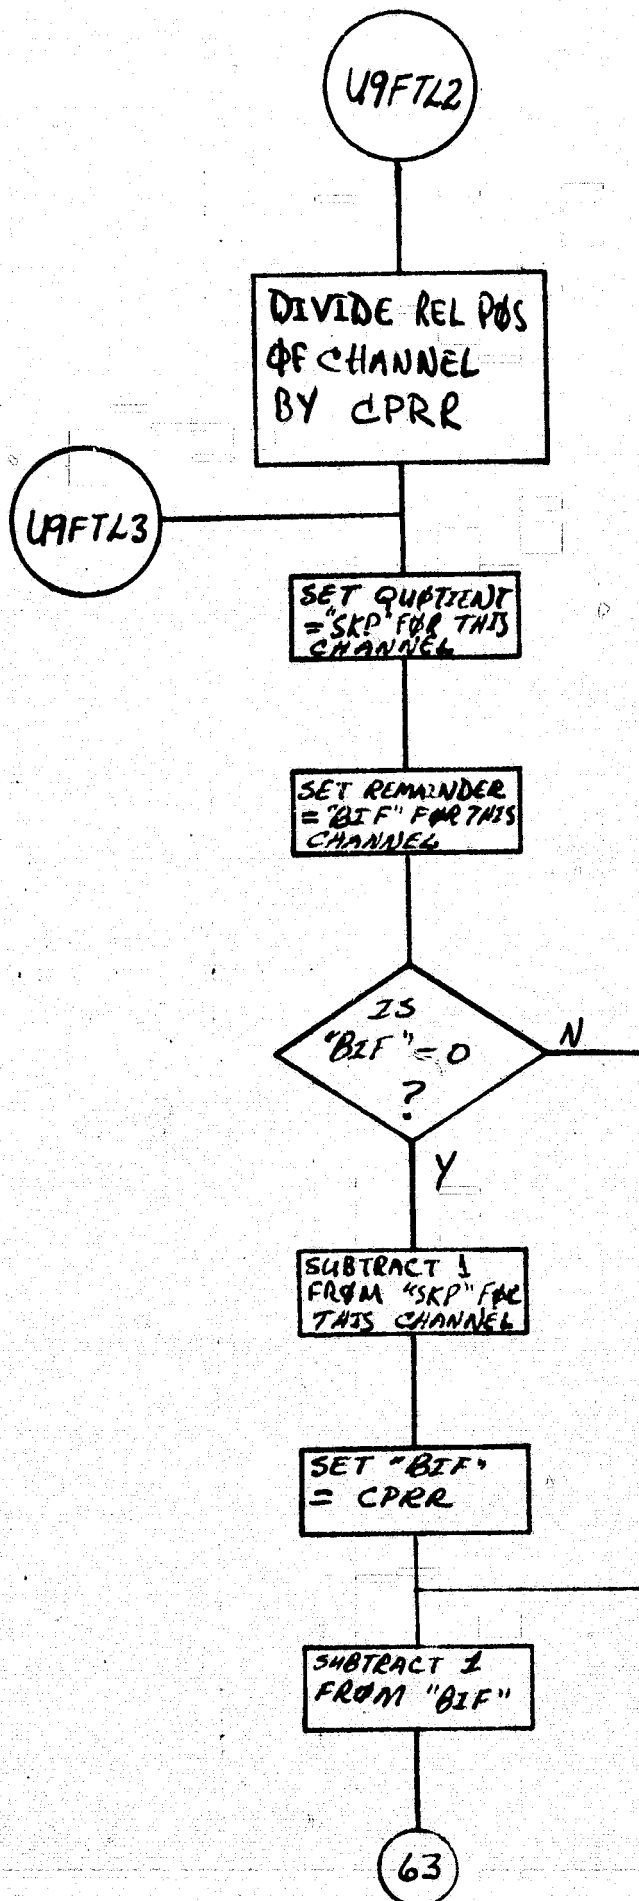 U9FTL2
DIVIDE REL PØS
ØF CHANNEL
BY CPRR
U9FTL3
SET QUØTIENT
="SKP" FØR THIS
CHANNEL
SET REMAINDER
="BIF" FØR THIS
CHANNEL
IS
"BIF"=0
?
N
Y
SUBTRACT 1
FRØM "SKP" FØR
THIS CHANNEL
SET "BIF"
= CPRR
SUBTRACT 1
FRØM "BIF"
63